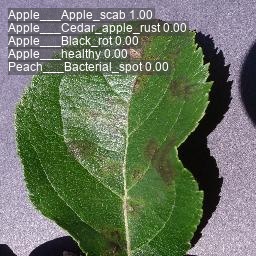 Apple___Apple_scab 1.00
Apple___Cedar_apple_rust 0.00
Apple___Black_rot 0.00
Apple___healthy 0.00
Peach___Bacterial_spot 0.00